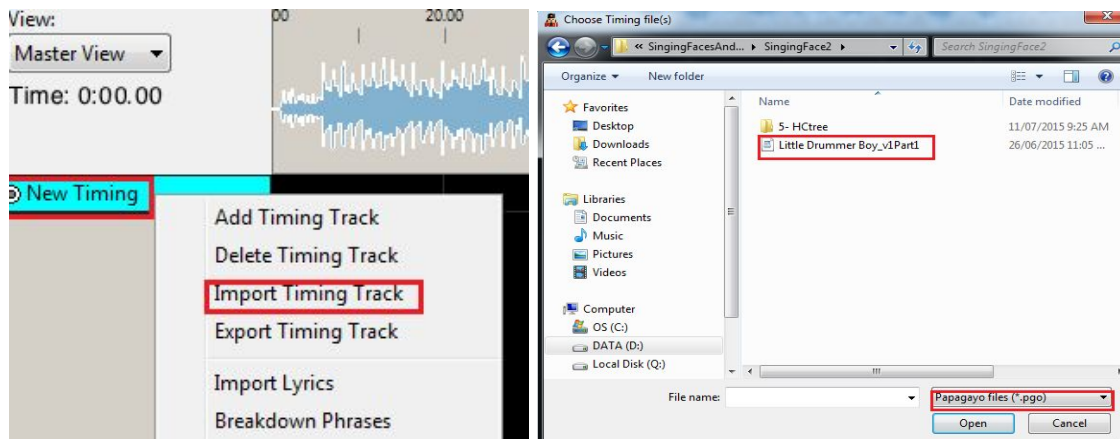 View:
00 20.00
Master View
Time: 0:00.00
New Timing
Add Timing Track
Delete Timing Track
Import Timing Track
Export Timing Track
Import Lyrics
Breakdown Phrases
Choose Timing file(s)
« SingingFacesAnd... SingingFace2
Search SingingFace2
Organize New folder
Favorites
Desktop
Downloads
Recent Places
Libraries
Documents
Music
Pictures
Videos
Computer
OS (C:)
DATA (D:)
Local Disk (Q:)
Name Date modified
5- HCtree 11/07/2015 9:25 AM
Little Drummer Boy_v1Part1 26/06/2015 11:05 ...
File name:
Papagayo files (*.pgo)
Open Cancel